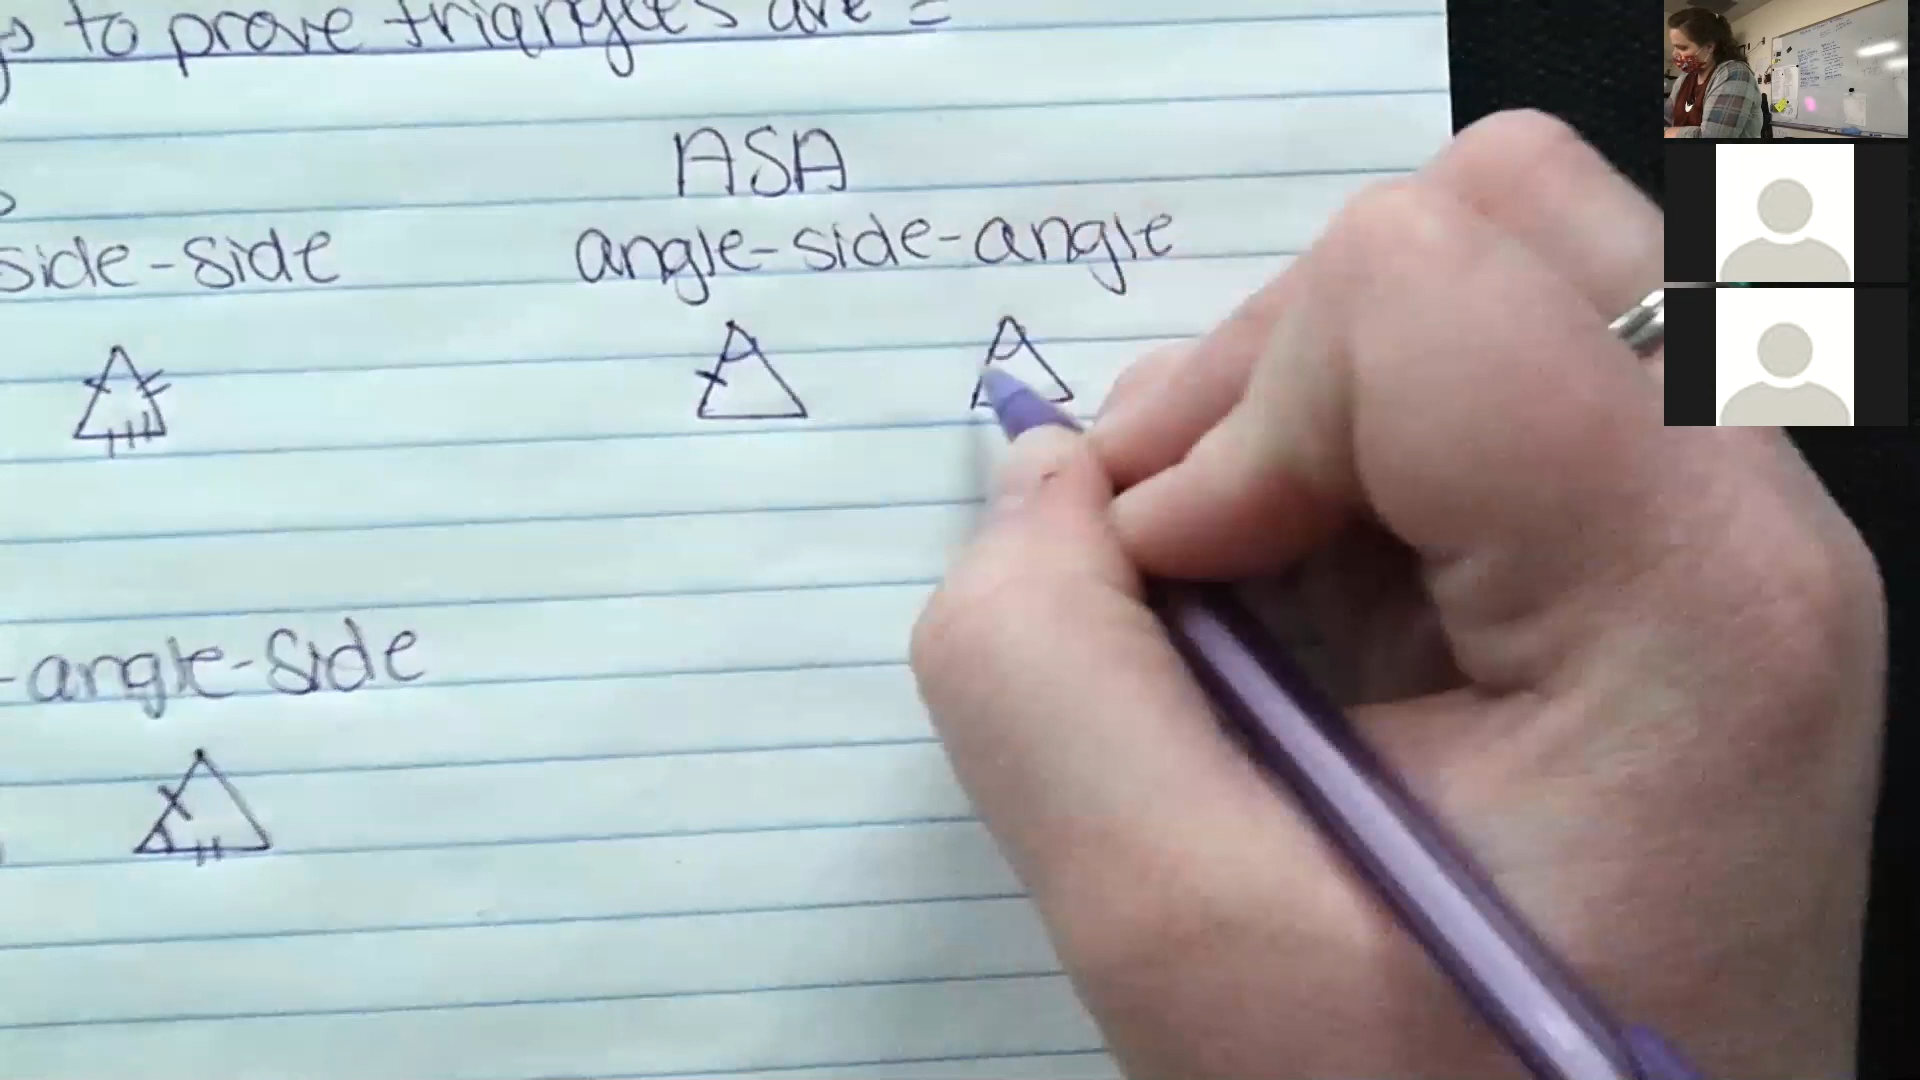 to prove triangles are =
ASA
side-side
angle-side-angle
-angle-side